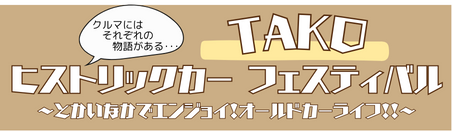 クルマには
それぞれの
物語がある･･･
TAKO
ヒストリックカー フェスティバル
～とかいなかでエンジョイ!オールドカーライフ!!～